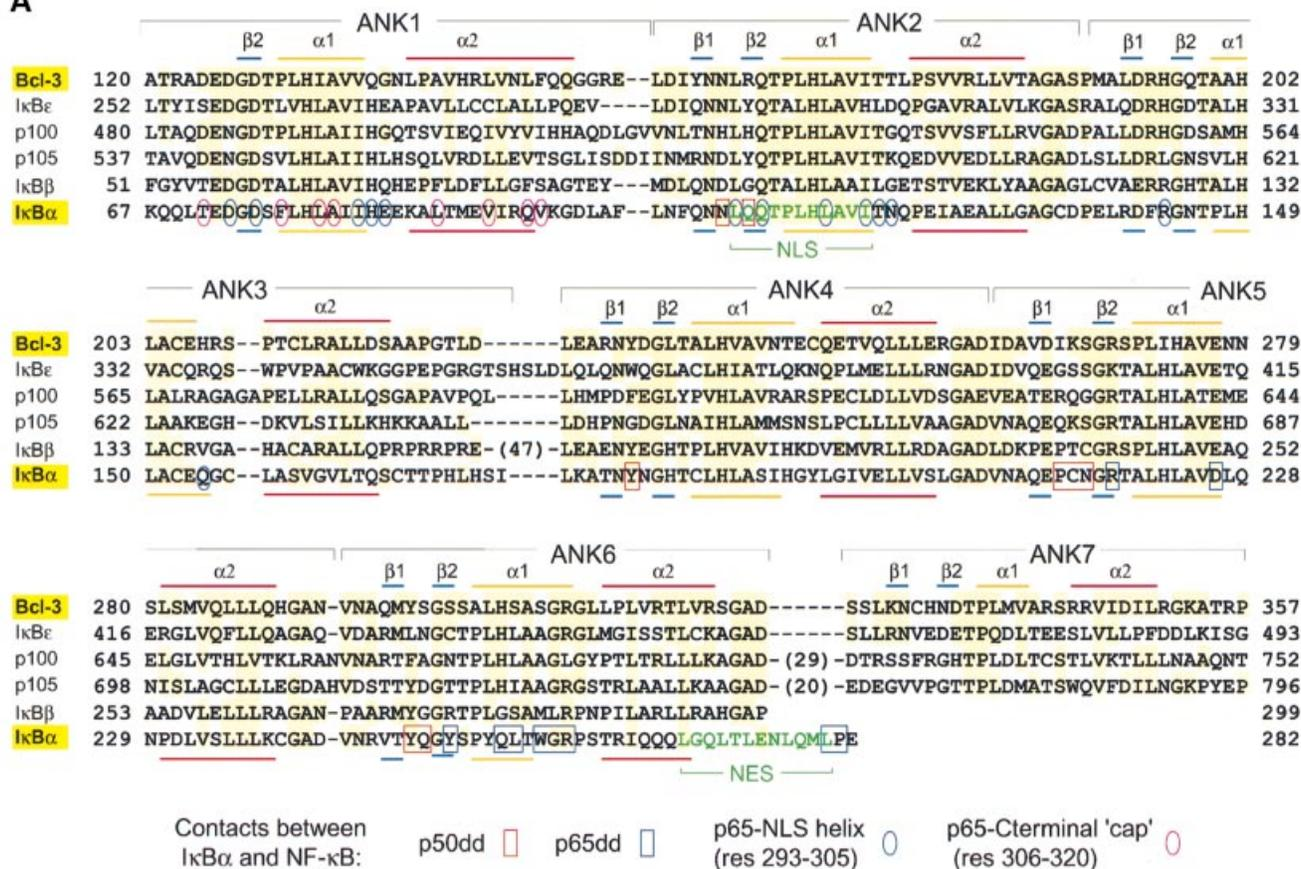 A
ANK1 ANK2
β2 α1 α2 β1 β2 α1 α2 β1 β2 α1
Bcl-3 120 ATRADEDGDTPLHIAVVQGNLPAVHRLVNLFQQGGRE--LDIYNNLRQTPLHLAVITTLPSVVRLLVTAGASPMALDRHGQTAAH 202
IκBε 252 LTYISEDGDTLVHLAVIHEAPAVLLCCLALLPQEV----LDIQNNLYQTALHLAVHLDQPGAVRALVLKGASRALQDRHGDTALH 331
p100 480 LTAQDENGDTPLHLAIIHGQTSVIEQIVYVIHHAQDLGVVNLTNHLHQTPLHLAVITGQTSVVSFLLRVGADPALLDRHGDSAMH 564
p105 537 TAVQDENGDSVLHLAIIHLHSQLVRDLLEVTSGLISDDIINMRNDLYQTPLHLAVITKQEDVVEDLLRAGADLSLLDRLGNSVLH 621
IκBβ 51 FGYVTEDGDTALHLAVIHQHEPFLDFLLGFSAGTEY---MDLQNDLGQTALHLAAILGETSTVEKLYAAGAGLCVAERRGHTALH 132
IκBα 67 KQQLTEDGDSFLHLAIIHEEKALTMEVIRQVKGDLAF--LNFQNNLQQTPLHLAVITNQPEIAEALLGAGCDPELRDFRGNTPLH 149
NLS
ANK3 ANK4 ANK5
α2 β1 β2 α1 α2 β1 β2 α1
Bcl-3 203 LACEHRS--PTCLRALLDSAAPGTLD------LEARNYDGLTALHVAVNTECQETVQLLLERGADIDAVDIKSGRSPLIHAVENN 279
IκBε 332 VACQRQS--WPVPAACWKGGPEPGRGTSHSLDLQLQNWQGLACLHIATLQKNQPLMELLLRNGADIDVQEGSSGKTALHLAVETQ 415
p100 565 LALRAGAGAPELLRALLQSGAPAVPQL-----LHMPDFEGLYPVHLAVRARSPECLDLLVDSGAEVEATERQGGRTALHLATEME 644
p105 622 LAAKEGH--DKVLSILLKHKKAALL-------LDHPNGDGLNAIHLAMMSNSLPCLLLLVAAGADVNAQEQKSGRTALHLAVEHD 687
IκBβ 133 LACRVGA--HACARALLQPRPRRPRE-(47)-LEAENYEGHTPLHVAVIHKDVEMVRLLRDAGADLDKPEPTCGRSPLHLAVEAQ 252
IκBα 150 LACEQGC--LASVGVLTQSCTTPHLHSI----LKATNYNGHTCLHLASIHGYLGIVELLVSLGADVNAQEPCNGRTALHLAVDLQ 228
ANK6 ANK7
α2 β1 β2 α1 α2 β1 β2 α1 α2
Bcl-3 280 SLSMVQLLLQHGAN-VNAQMYSGSSALHSASGRGLLPLVRTLVRSGAD------SSLKNCHNDTPLMVARSRRVIDILRGKATRP 357
IκBε 416 ERGLVQFLLQAGAQ-VDARMLNGCTPLHLAAGRGLMGISSTLCKAGAD------SLLRNVEDETPQDLTEESLVLLPFDDLKISG 493
p100 645 ELGLVTHLVTKLRANVNARTFAGNTPLHLAAGLGYPTLTRLLLKAGAD-(29)-DTRSSFRGHTPLDLTCSTLVKTLLLNAAQNT 752
p105 698 NISLAGCLLLEGDAHVDSTTYDGTTPLHIAAGRGSTRLAALLKAAGAD-(20)-EDEGVVPGTTPLDMATSWQVFDILNGKPYEP 796
IκBβ 253 AADVLELLLRAGAN-PAARMYGGRTPLGSAMLRPNPILARLLRAHGAP 299
IκBα 229 NPDLVSLLLKCGAD-VNRVTYQGYSPYQLTWGRPSTRIQQQLGQLTLENLQMLPE 282
NES
Contacts between
IκBα and NF-κB:
p50dd
p65dd
p65-NLS helix
(res 293-305)
p65-Cterminal 'cap'
(res 306-320)